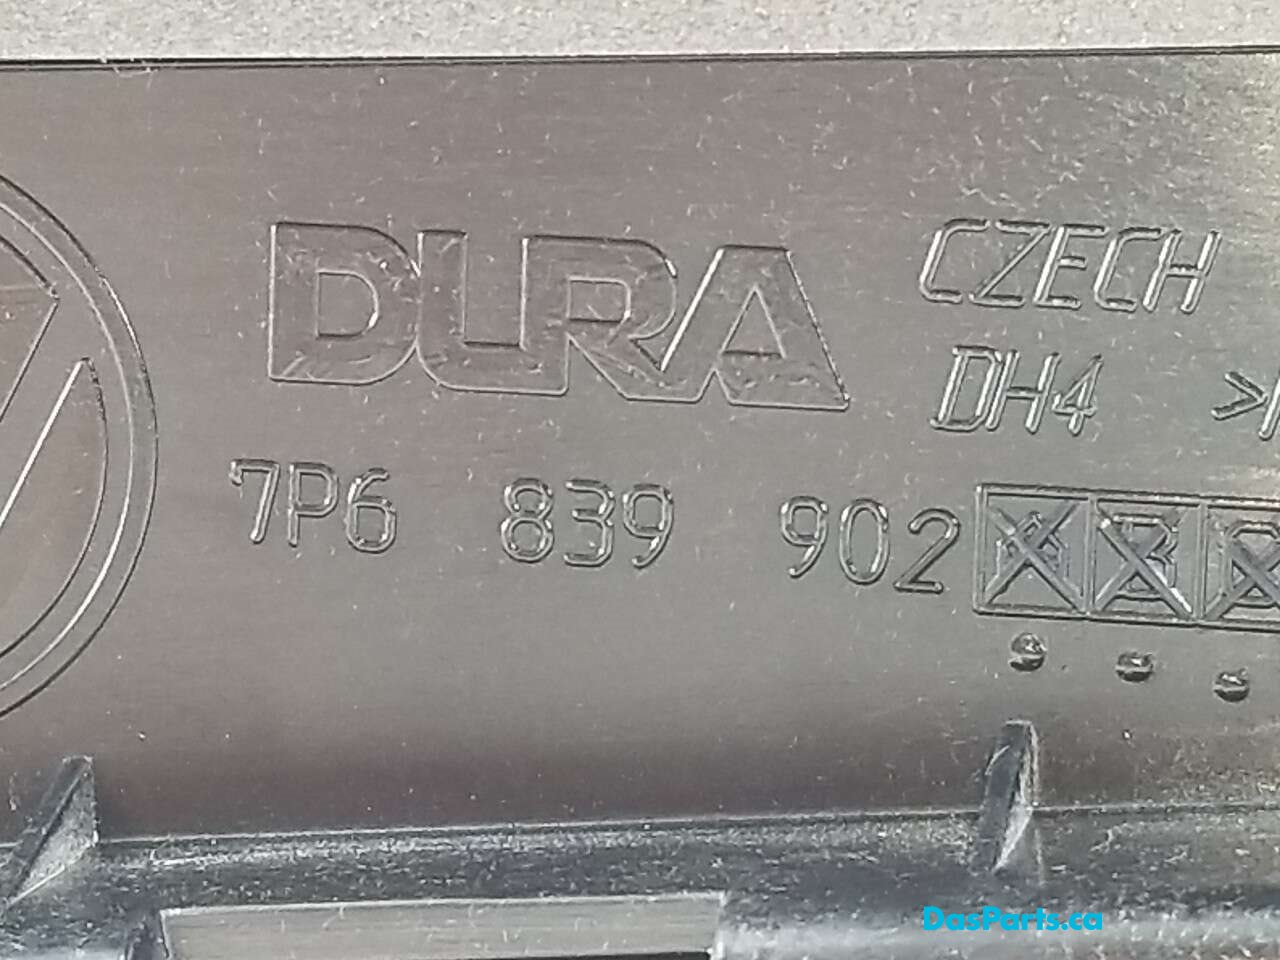 DURA
CZECH
DH4
7P6 839 902 A B C
DasParts.ca